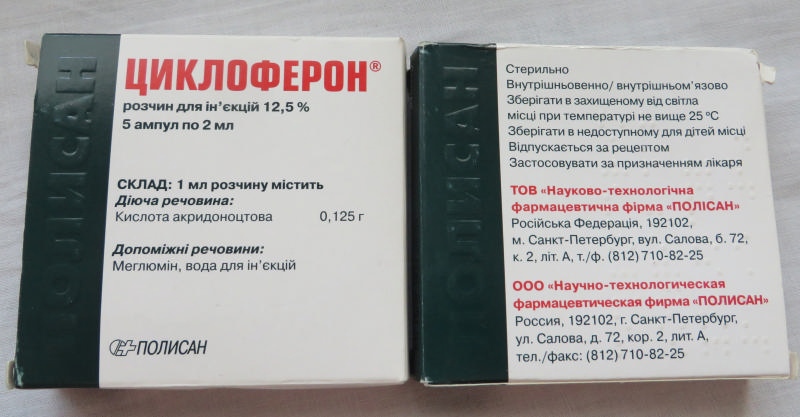 ПОЛИСАН
ЦИКЛОФЕРОН®
розчин для ін'єкцій 12,5 %
5 ампул по 2 мл
СКЛАД: 1 мл розчину містить
Діюча речовина:
Кислота акридоноцтова 0,125 г
Допоміжні речовини:
Меглюмін, вода для ін'єкцій
ПОЛИСАН
ПОЛИСАН
Стерильно
Внутрішньовенно/ внутрішньом'язово
Зберігати в захищеному від світла
місці при температурі не вище 25 °С
Зберігати в недоступному для дітей місці
Відпускається за рецептом
Застосовувати за призначенням лікаря
ТОВ «Науково-технологічна
фармацевтична фірма «ПОЛІСАН»
Російська Федерація, 192102,
м. Санкт-Петербург, вул. Салова, б. 72,
к. 2, літ. А, т./ф. (812) 710-82-25
ООО «Научно-технологическая
фармацевтическая фирма «ПОЛИСАН»
Россия, 192102, г. Санкт-Петербург,
ул. Салова, д. 72, кор. 2, лит. А,
тел./факс: (812) 710-82-25